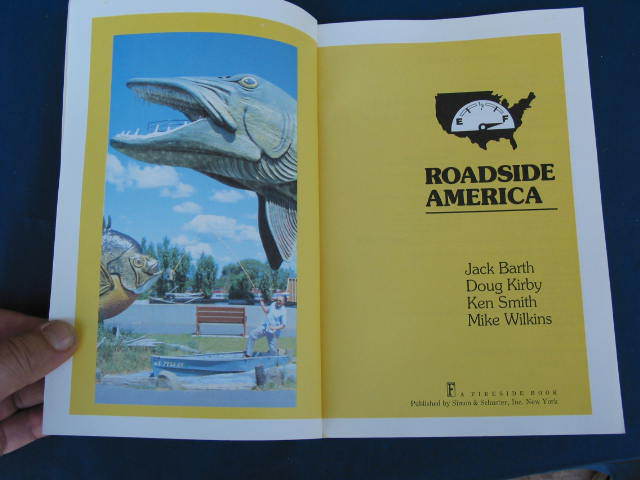 E F
ROADSIDE
AMERICA
Jack Barth
Doug Kirby
Ken Smith
Mike Wilkins
F
A FIRESIDE BOOK
Published by Simon & Schuster, Inc. New York